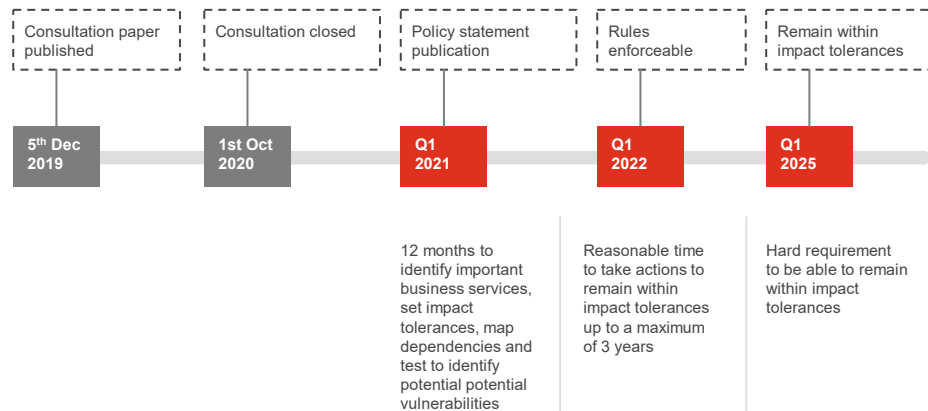 Consultation paper
published
Consultation closed
Policy statement
publication
Rules
enforceable
Remain within
impact tolerances
5th Dec
2019
1st Oct
2020
Q1
2021
Q1
2022
Q1
2025
12 months to
identify important
business services,
set impact
tolerances, map
dependencies and
test to identify
potential potential
vulnerabilities
Reasonable time
to take actions to
remain within
impact tolerances
up to a maximum
of 3 years
Hard requirement
to be able to remain
within impact
tolerances